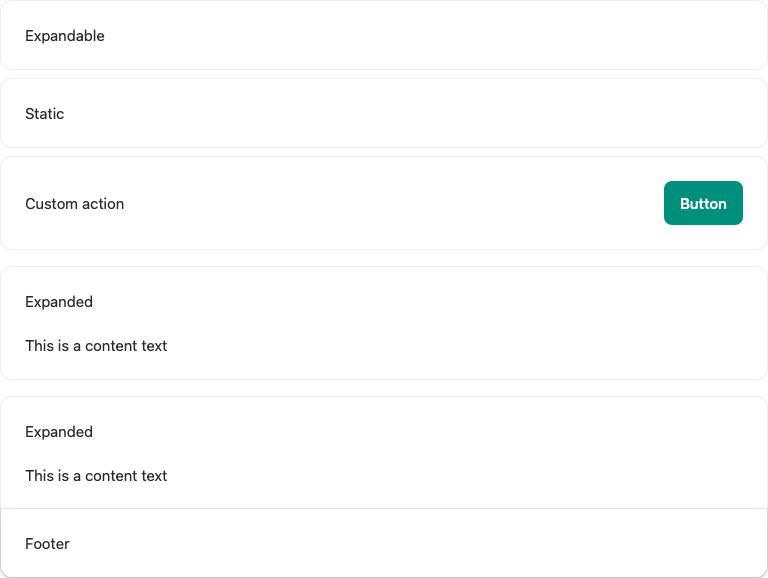 Expandable
Static
Custom action
Button
Expanded
This is a content text
Expanded
This is a content text
Footer